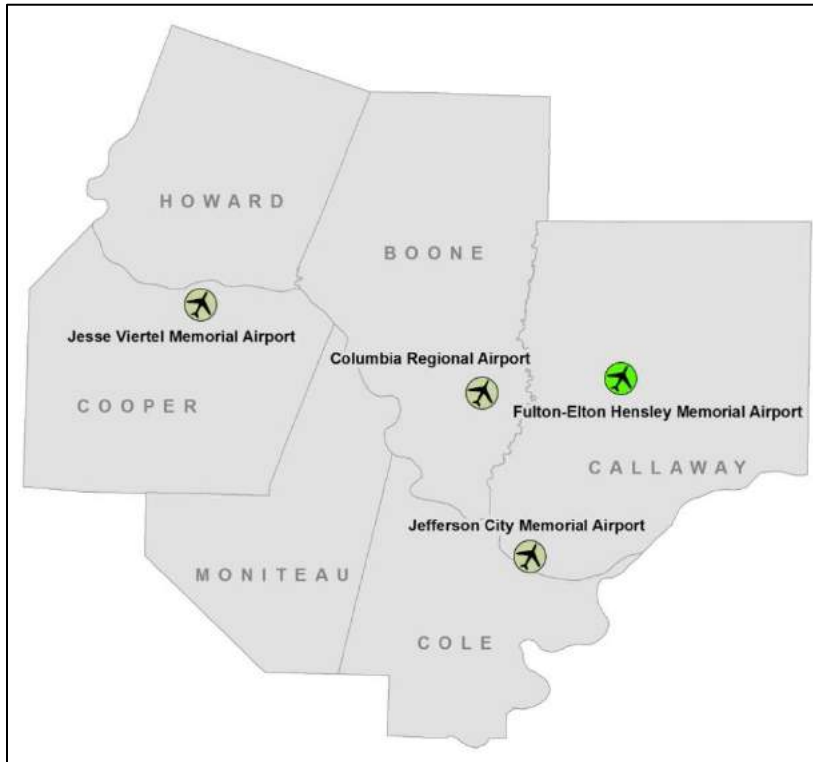 HOWARD
BOONE
Jesse Viertel Memorial Airport
Columbia Regional Airport
COOPER
Fulton-Elton Hensley Memorial Airport
CALLAWAY
Jefferson City Memorial Airport
MONITEAU
COLE